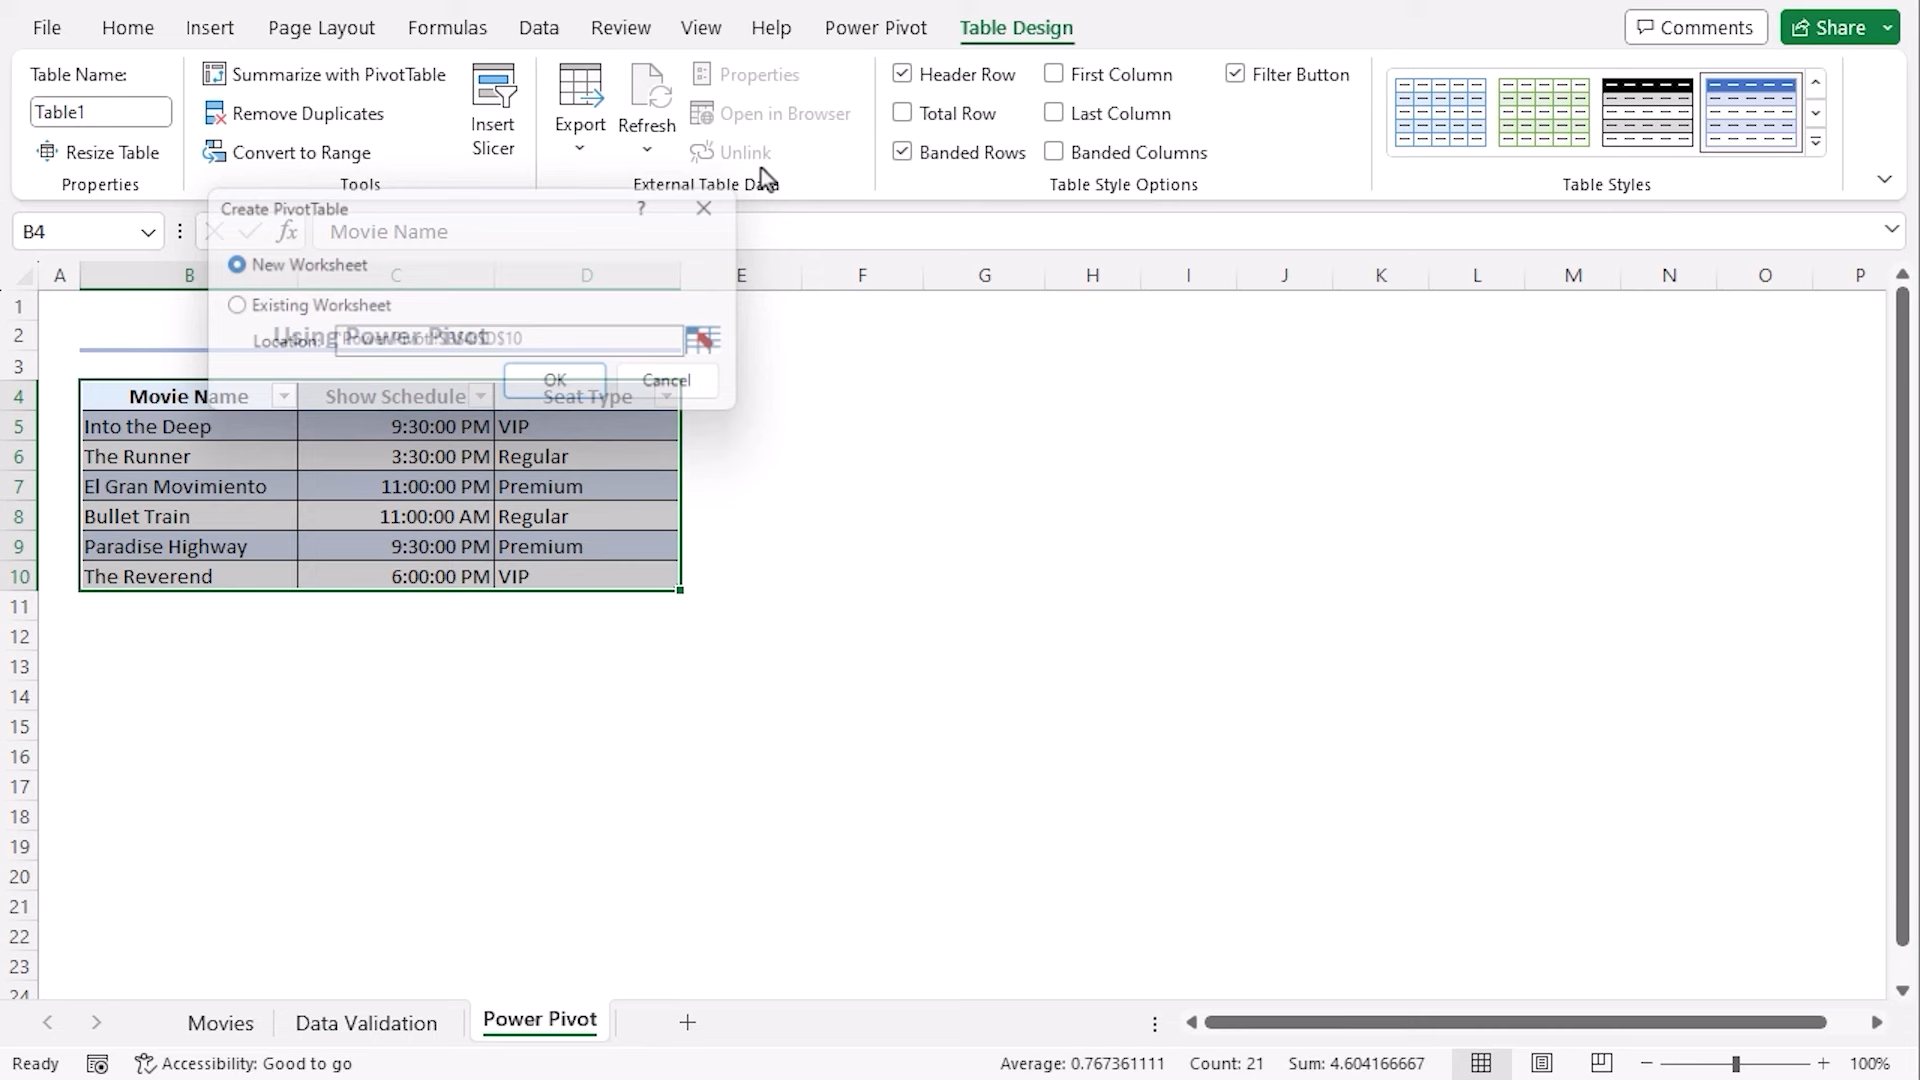 File Home Insert Page Layout Formulas Data Review View Help Power Pivot Table Design Comments Share
Table Name:
Table1
Resize Table
Properties
Summarize with PivotTable
Remove Duplicates
Convert to Range
Tools
Insert
Slicer
Export
Refresh
Properties
Open in Browser
Unlink
External Table Data
Header Row
Total Row
Banded Rows
First Column
Last Column
Banded Columns
Filter Button
Table Style Options
Table Styles
Create PivotTable ? 
B4 fx Movie Name
New Worksheet
Existing Worksheet
Location:
OK Cancel
A B C D E F G H I J K L M N O P
1
2 Using Power Pivot
3
4 Movie Name Show Schedule Seat Type
5 Into the Deep 9:30:00 PM VIP
6 The Runner 3:30:00 PM Regular
7 El Gran Movimiento 11:00:00 PM Premium
8 Bullet Train 11:00:00 AM Regular
9 Paradise Highway 9:30:00 PM Premium
10 The Reverend 6:00:00 PM VIP
11
12
13
14
15
16
17
18
19
20
21
22
23
24
Movies Data Validation Power Pivot
Ready Accessibility: Good to go Average: 0.767361111 Count: 21 Sum: 4.604166667 100%